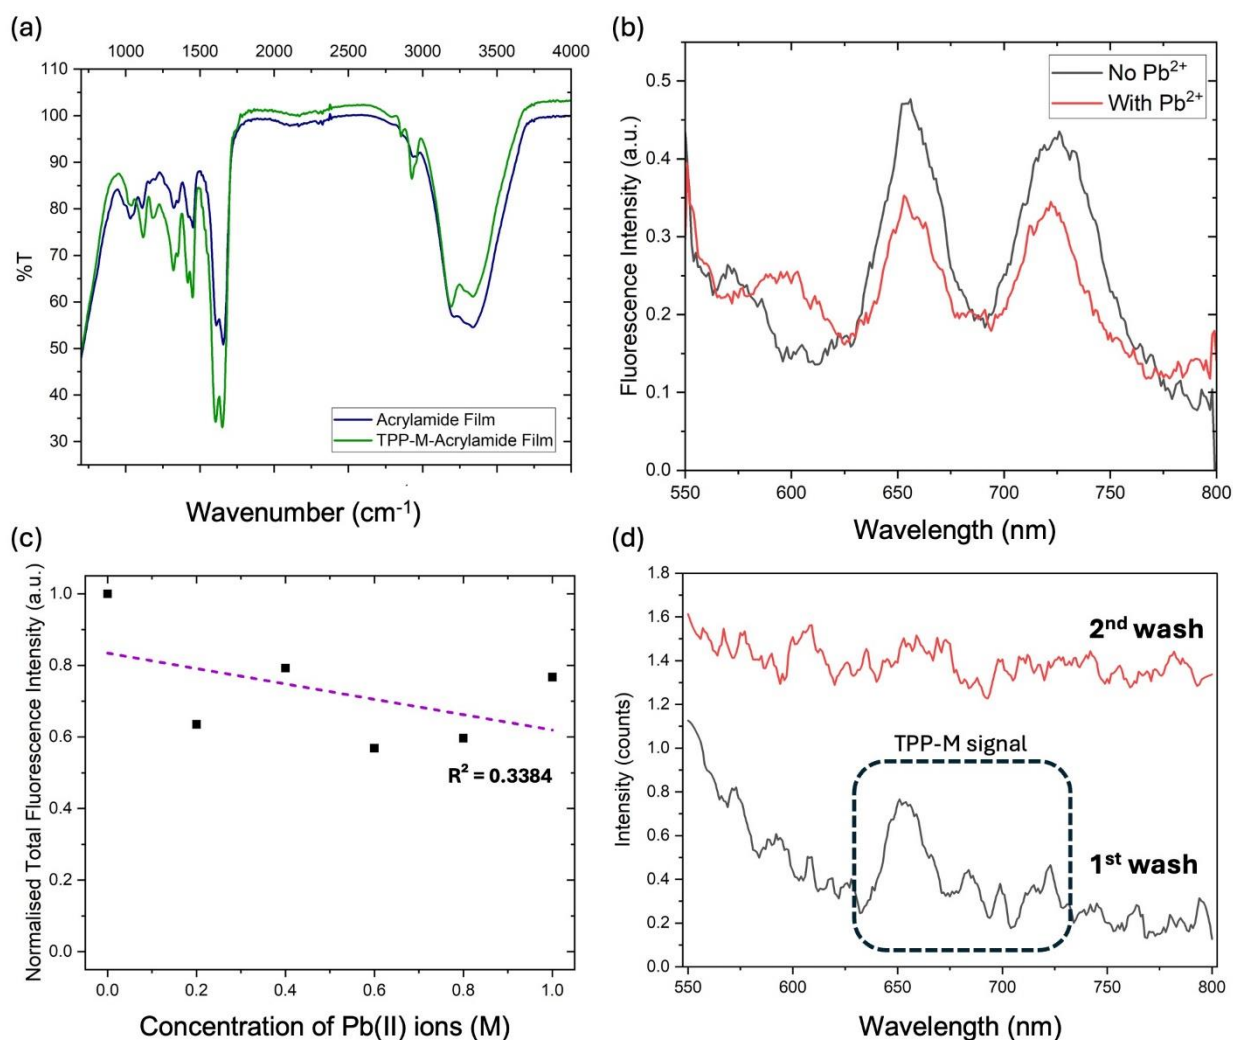 (a)
1000 1500 2000 2500 3000 3500 4000
110
100
90
80
70
60
50
40
30
%T
Acrylamide Film
TPP-M-Acrylamide Film
Wavenumber (cm⁻¹)
(b)
0.5
0.4
0.3
0.2
0.1
0.0
Fluorescence Intensity (a.u.)
No Pb²⁺
With Pb²⁺
550 600 650 700 750 800
Wavelength (nm)
(c)
1.0
0.8
0.6
0.4
0.2
0.0
Normalised Total Fluorescence Intensity (a.u.)
R² = 0.3384
0.0 0.2 0.4 0.6 0.8 1.0
Concentration of Pb(II) ions (M)
(d)
1.8
1.6
1.4
1.2
1.0
0.8
0.6
0.4
0.2
0.0
Intensity (counts)
2nd wash
TPP-M signal
1st wash
550 600 650 700 750 800
Wavelength (nm)